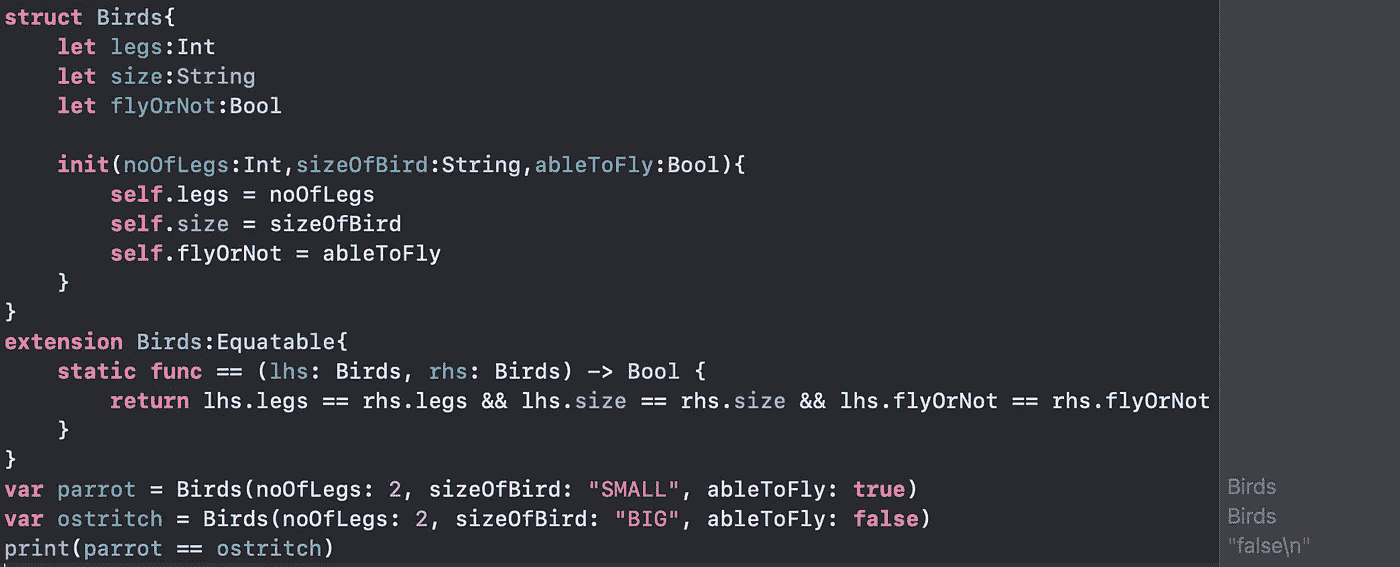 struct Birds{
    let legs:Int
    let size:String
    let flyOrNot:Bool

    init(noOfLegs:Int,sizeOfBird:String,ableToFly:Bool){
        self.legs = noOfLegs
        self.size = sizeOfBird
        self.flyOrNot = ableToFly
    }
}
extension Birds:Equatable{
    static func == (lhs: Birds, rhs: Birds) -> Bool {
        return lhs.legs == rhs.legs && lhs.size == rhs.size && lhs.flyOrNot == rhs.flyOrNot
    }
}
var parrot = Birds(noOfLegs: 2, sizeOfBird: "SMALL", ableToFly: true) Birds
var ostritch = Birds(noOfLegs: 2, sizeOfBird: "BIG", ableToFly: false) Birds
print(parrot == ostritch) "false\n"